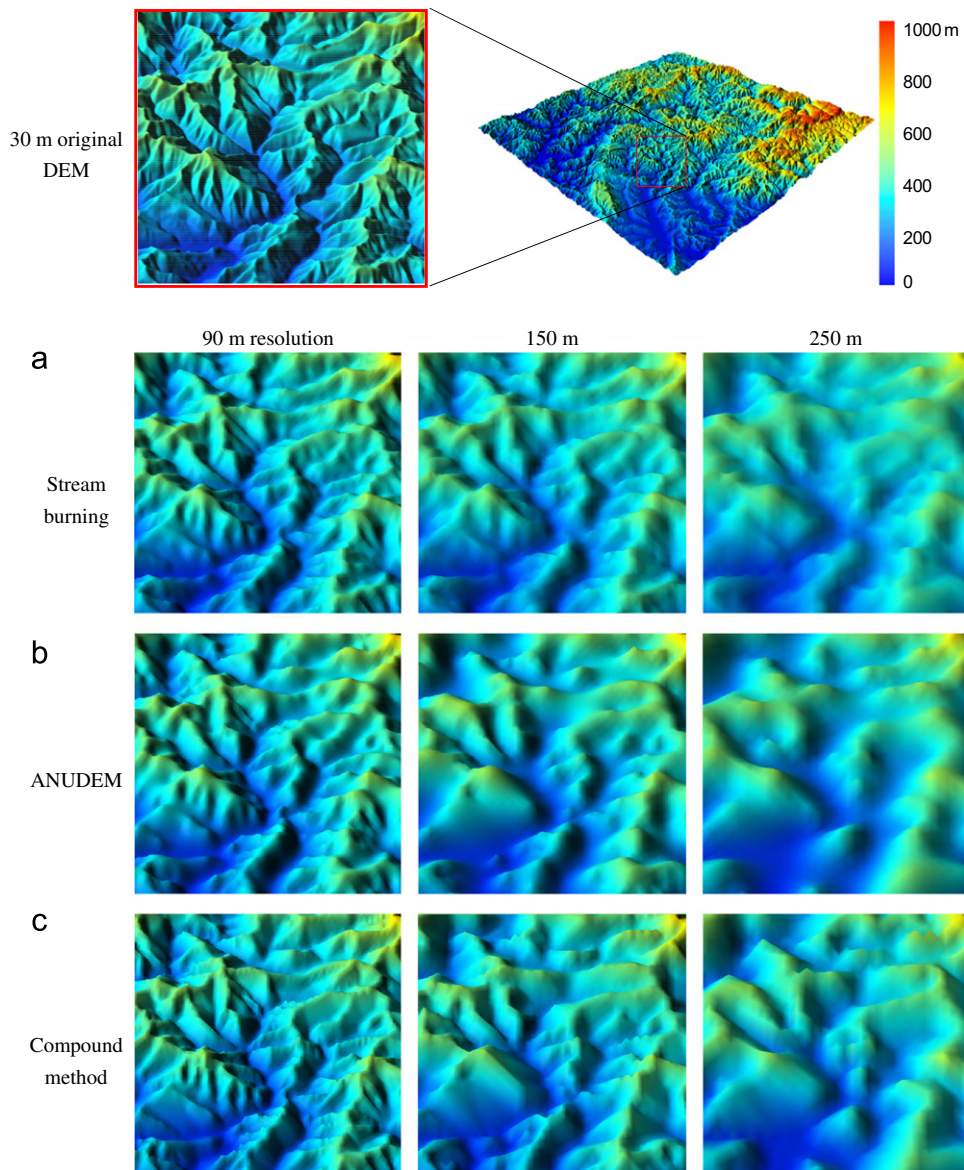 30 m original
DEM
1000 m
800
600
400
200
0
90 m resolution
150 m
250 m
a
Stream
burning
b
ANUDEM
c
Compound
method